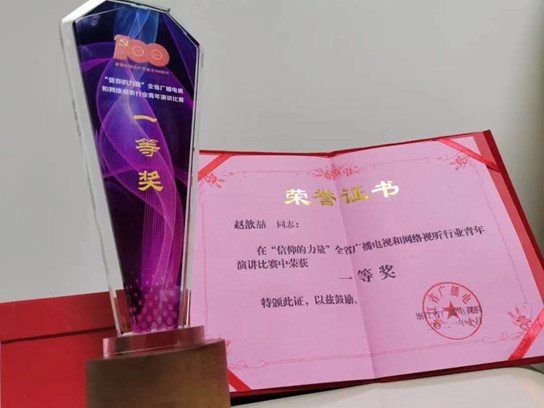 100
"信仰的力量"全省广播电视
和网络视听行业青年演讲比赛
一等奖
荣誉证书
赵歆喆 同志:
在"信仰的力量"全省广播电视和网络视听行业青年
演讲比赛中荣获
一等奖
特颁此证,以兹鼓励。